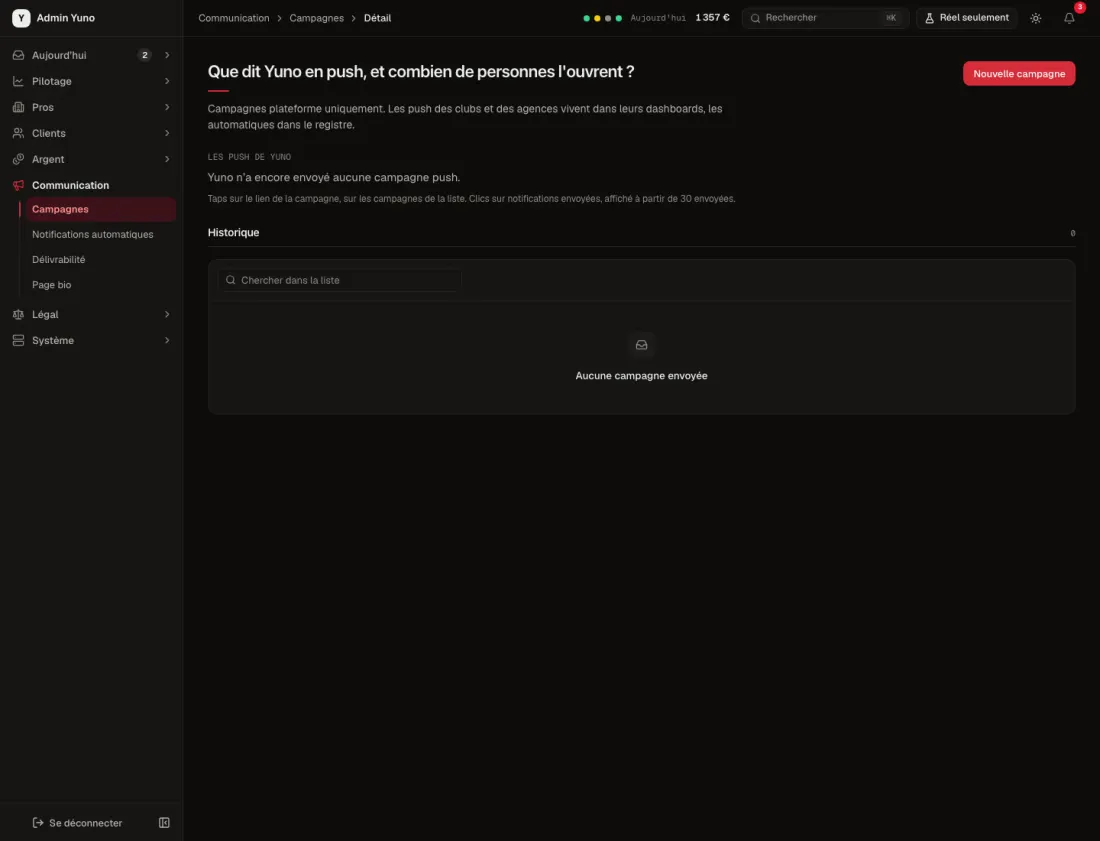 Y Admin Yuno
Communication > Campagnes > Détail
Aujourd'hui 1 357 €
Rechercher ⌘K
Réel seulement
3
Aujourd'hui 2
Pilotage
Pros
Clients
Argent
Communication
Campagnes
Notifications automatiques
Délivrabilité
Page bio
Légal
Système
Se déconnecter
Que dit Yuno en push, et combien de personnes l'ouvrent ?
Nouvelle campagne
Campagnes plateforme uniquement. Les push des clubs et des agences vivent dans leurs dashboards, les
automatiques dans le registre.
LES PUSH DE YUNO
Yuno n'a encore envoyé aucune campagne push.
Taps sur le lien de la campagne, sur les campagnes de la liste. Clics sur notifications envoyées, affiché à partir de 30 envoyées.
Historique 0
Chercher dans la liste
Aucune campagne envoyée